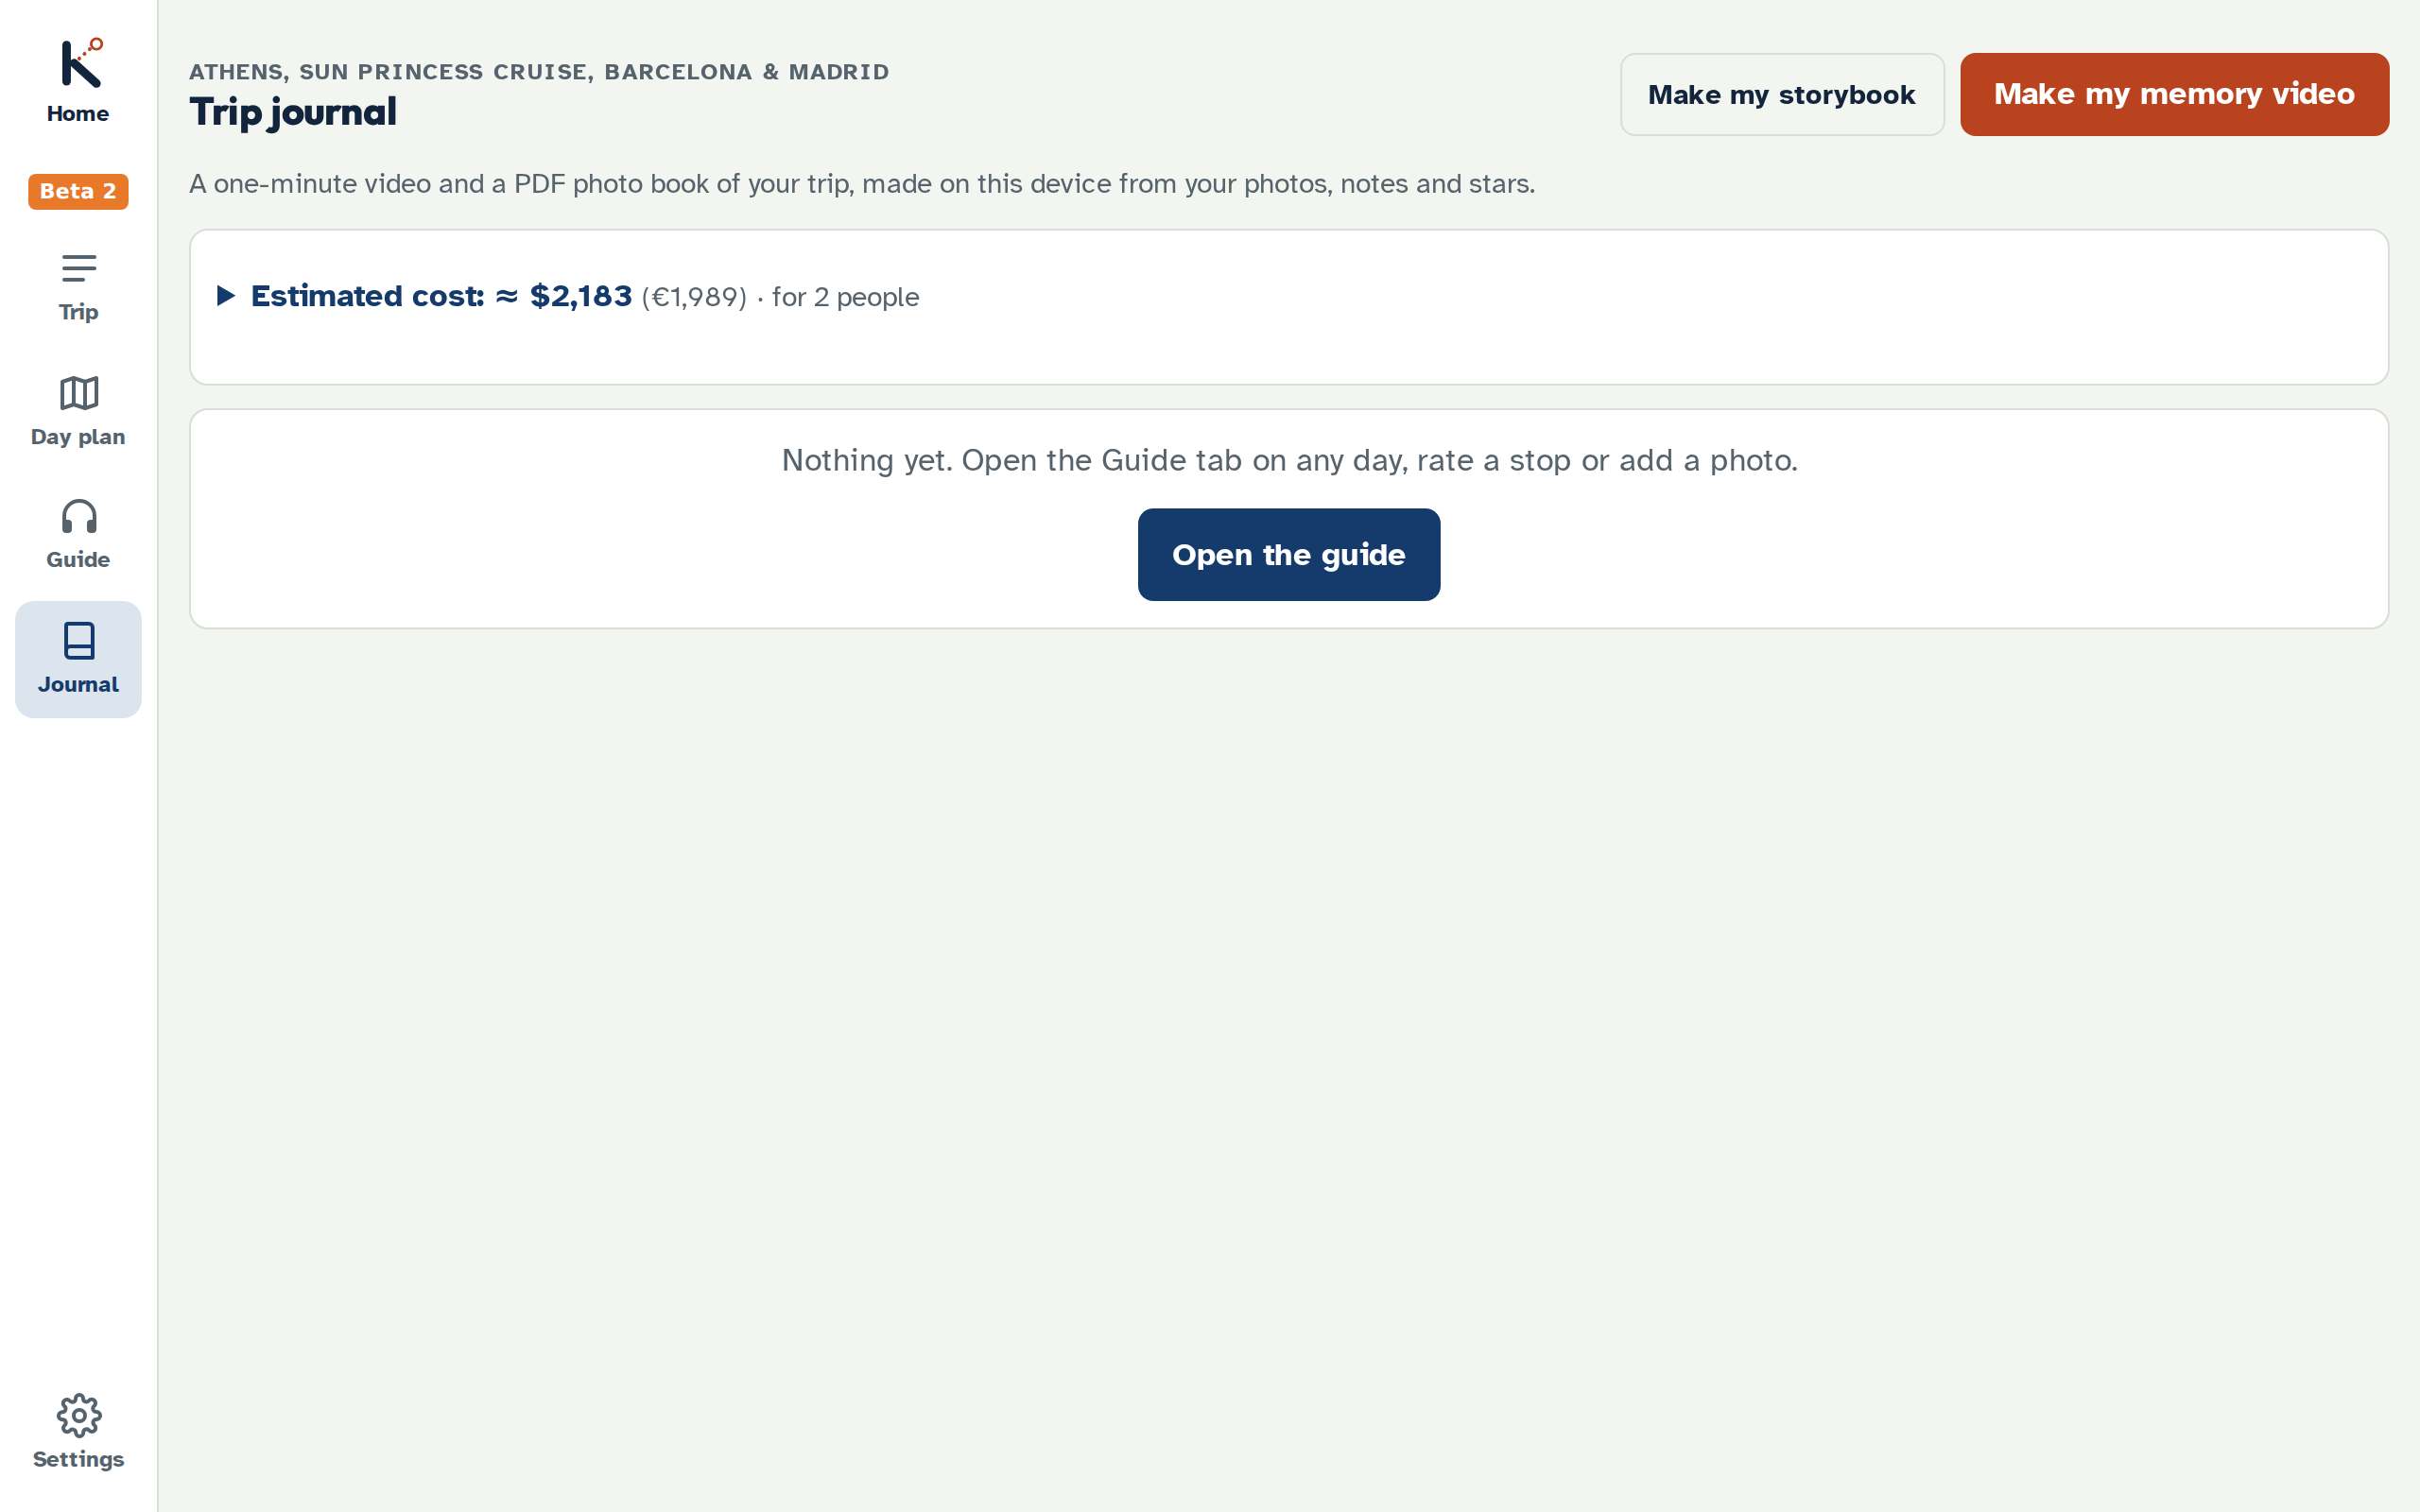 Home
Beta 2
Trip
Day plan
Guide
Journal
Settings
ATHENS, SUN PRINCESS CRUISE, BARCELONA & MADRID
Trip journal
Make my storybook
Make my memory video
A one-minute video and a PDF photo book of your trip, made on this device from your photos, notes and stars.
Estimated cost: ≈ $2,183 (€1,989) · for 2 people
Nothing yet. Open the Guide tab on any day, rate a stop or add a photo.
Open the guide